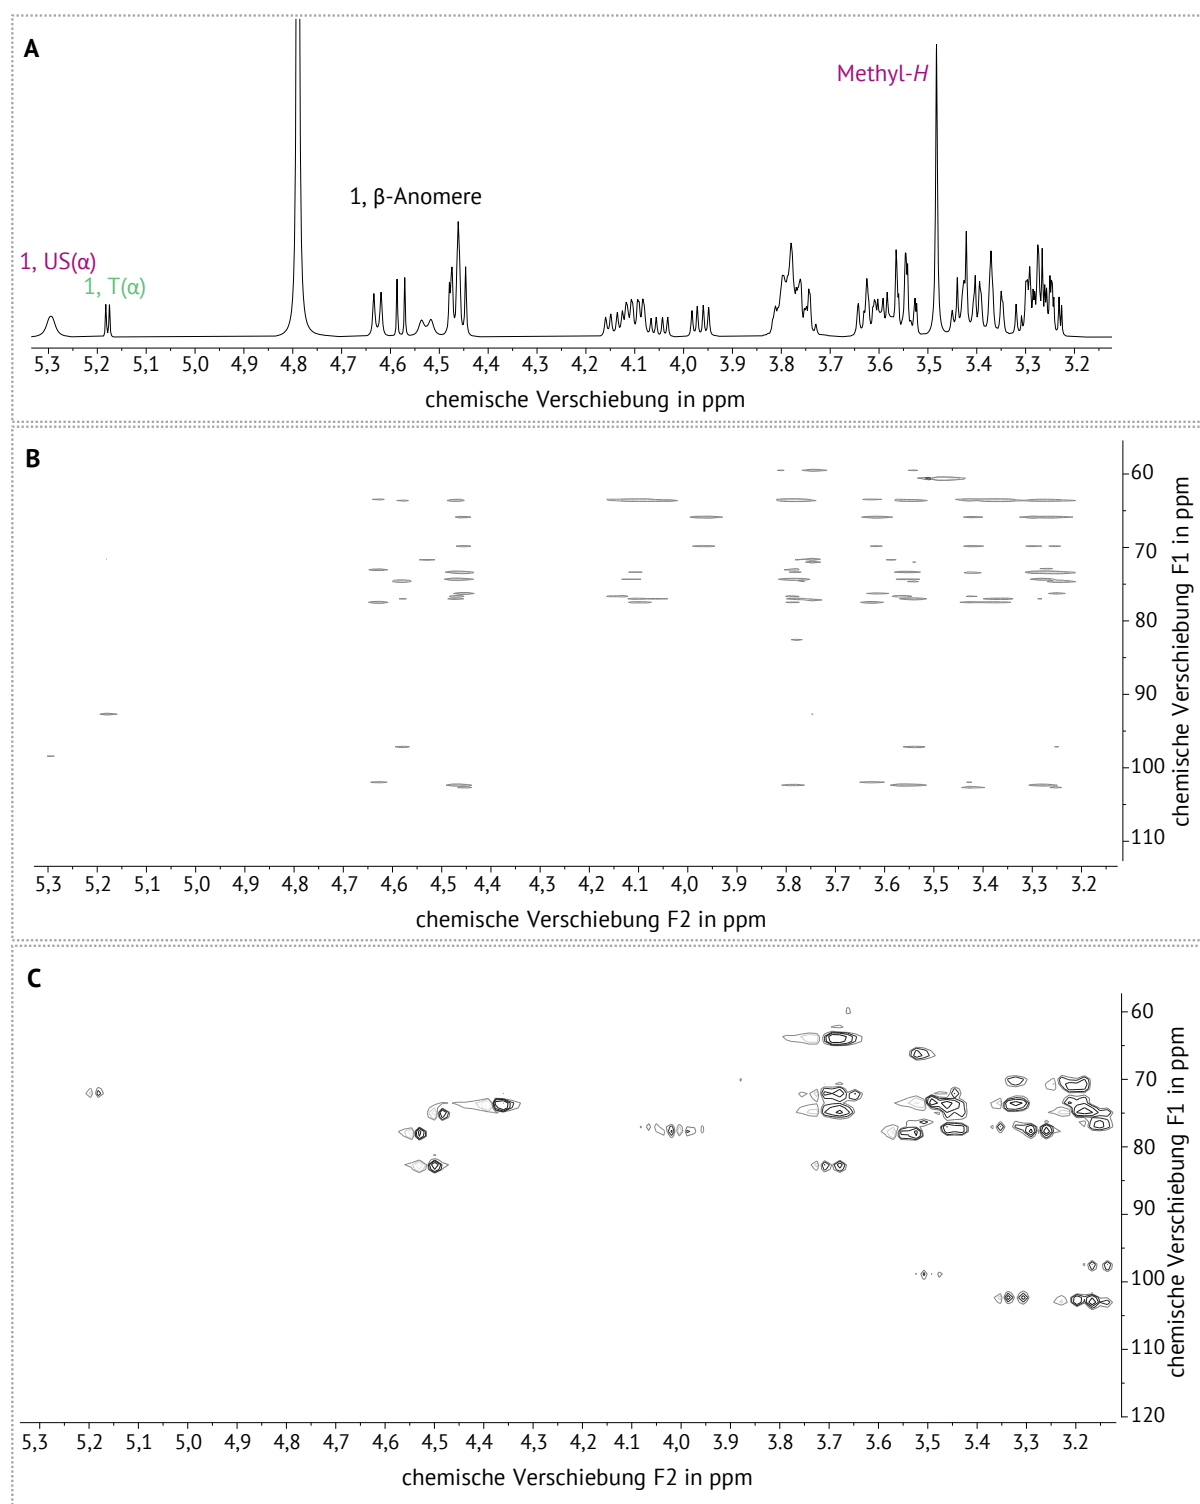 A
Methyl-H
1, β-Anomere
1, US(α)
1, T(α)
5,3 5,2 5,1 5,0 4,9 4,8 4,7 4,6 4,5 4,4 4,3 4,2 4.1 4,0 3.9 3.8 3.7 3.6 3,5 3.4 3,3 3.2
chemische Verschiebung in ppm
B
60
70
80
90
100
110
chemische Verschiebung F1 in ppm
5,3 5,2 5,1 5,0 4,9 4,8 4,7 4,6 4,5 4,4 4,3 4,2 4.1 4,0 3.9 3.8 3.7 3.6 3,5 3.4 3,3 3.2
chemische Verschiebung F2 in ppm
C
60
70
80
90
100
110
120
chemische Verschiebung F1 in ppm
5,3 5,2 5,1 5,0 4,9 4,8 4,7 4,6 4,5 4,4 4,3 4,2 4.1 4,0 3.9 3.8 3.7 3.6 3,5 3.4 3,3 3.2
chemische Verschiebung F2 in ppm